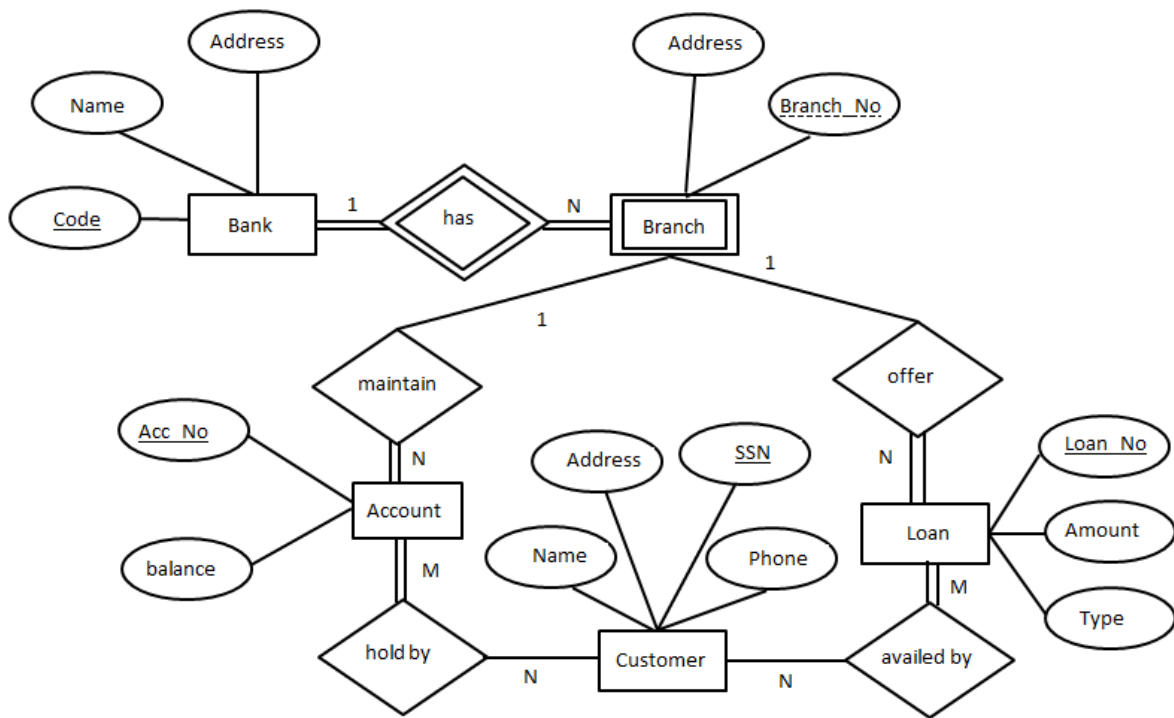 Address
Address
Name
Branch_No
Code
1
has
N
Bank
Branch
1
1
maintain
offer
Acc_No
Address
SSN
Loan_No
N
N
Account
Name
Phone
Loan
Amount
balance
M
M
Type
hold by
Customer
availed by
N
N